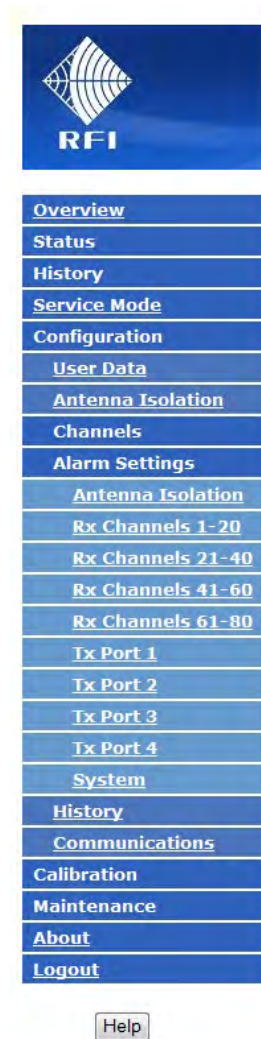 RFI
Overview
Status
History
Service Mode
Configuration
User Data
Antenna Isolation
Channels
Alarm Settings
Antenna Isolation
Rx Channels 1-20
Rx Channels 21-40
Rx Channels 41-60
Rx Channels 61-80
Tx Port 1
Tx Port 2
Tx Port 3
Tx Port 4
System
History
Communications
Calibration
Maintenance
About
Logout
Help